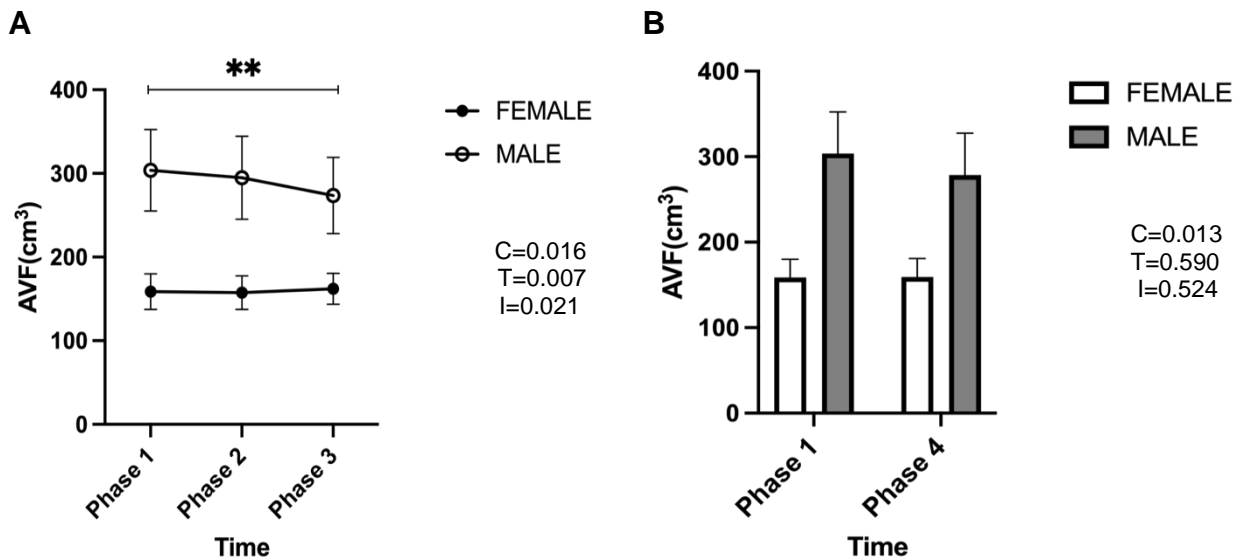 A
**
400
300
200
100
0
AVF(cm³)
Phase 1
Phase 2
Phase 3
Time
FEMALE
MALE
C=0.016
T=0.007
I=0.021
B
400
300
200
100
0
AVF(cm³)
Phase 1
Phase 4
Time
FEMALE
MALE
C=0.013
T=0.590
I=0.524